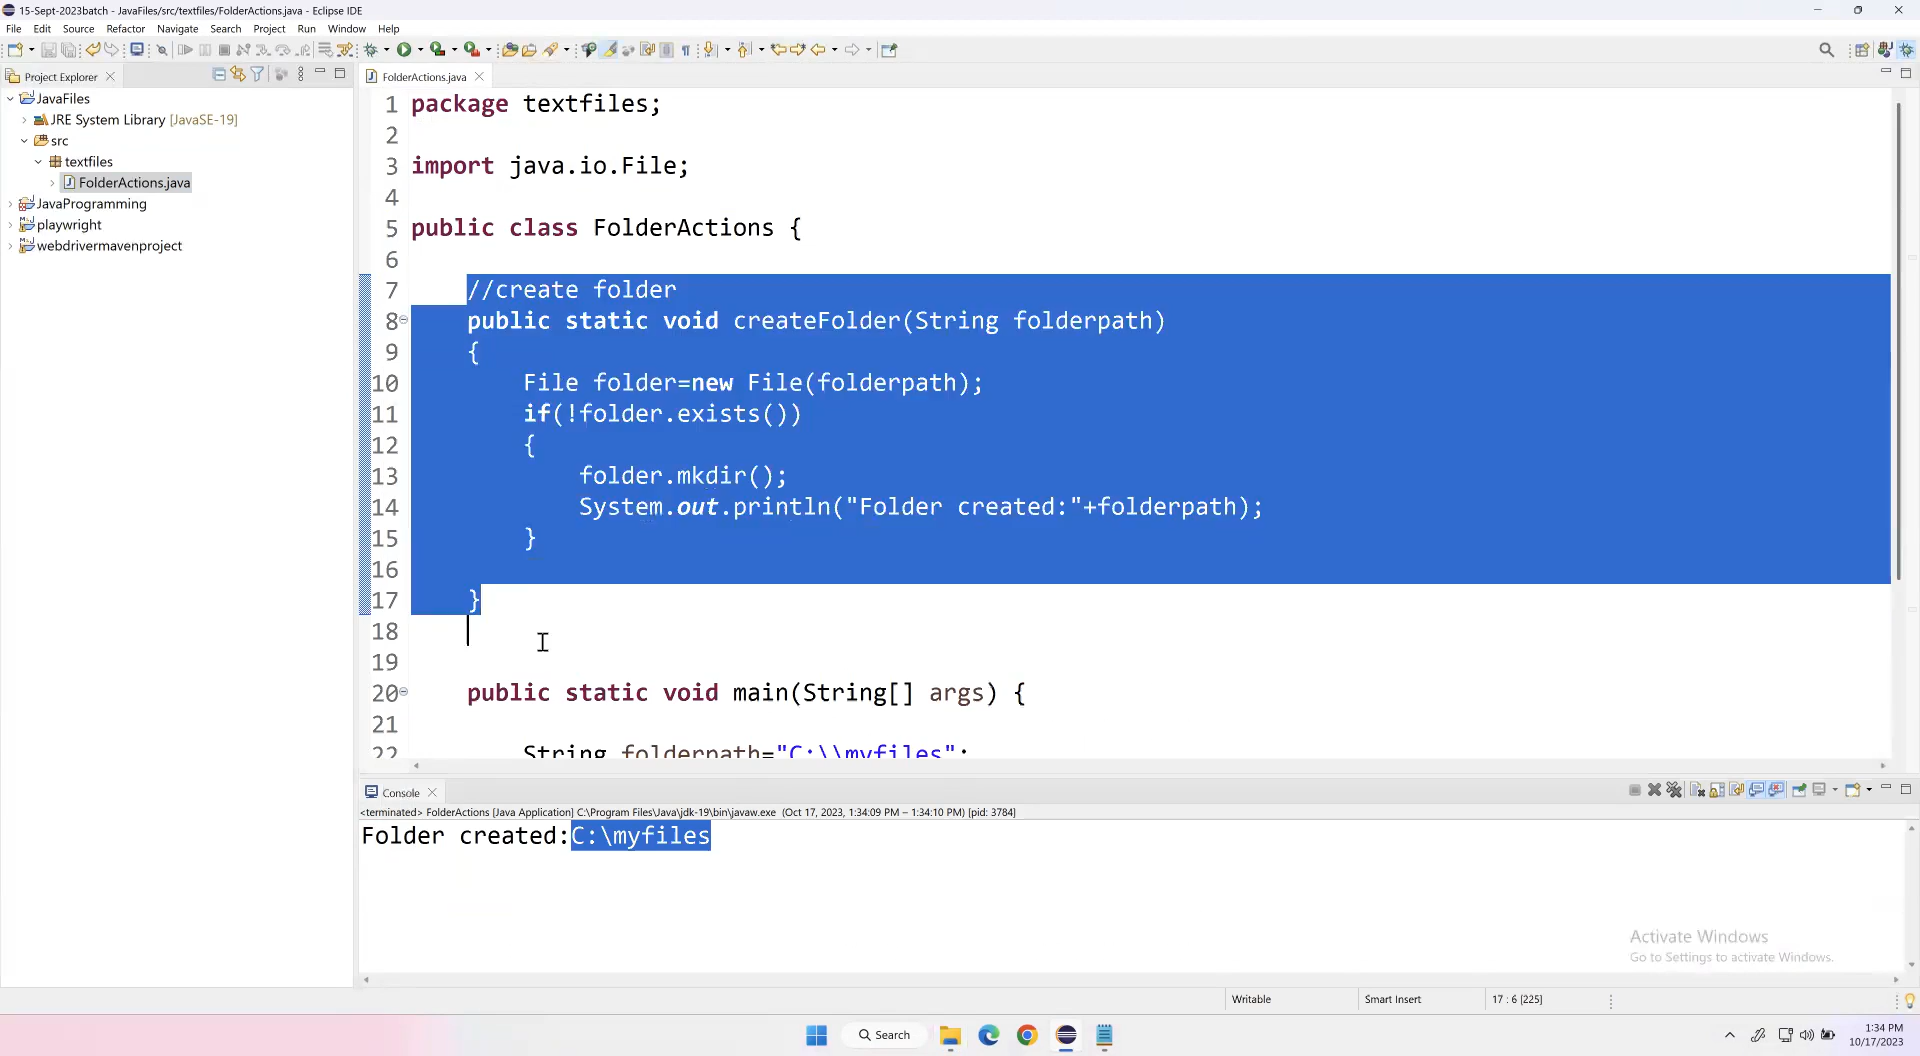 15-Sept-2023batch - JavaFiles/src/textfiles/FolderActions.java - Eclipse IDE
File Edit Source Refactor Navigate Search Project Run Window Help
Project Explorer
JavaFiles
JRE System Library [JavaSE-19]
src
textfiles
FolderActions.java
JavaProgramming
playwright
webdrivermavenproject
FolderActions.java
1 package textfiles;
2
3 import java.io.File;
4
5 public class FolderActions {
6
7 //create folder
8 public static void createFolder(String folderpath)
9 {
10 File folder=new File(folderpath);
11 if(!folder.exists())
12 {
13 folder.mkdir();
14 System.out.println("Folder created:"+folderpath);
15 }
16
17 }
18
19
20 public static void main(String[] args) {
21
22 String folderpath="C:\\myfiles";
Console
<terminated> FolderActions [Java Application] C:\Program Files\Java\jdk-19\bin\javaw.exe (Oct 17, 2023, 1:34:09 PM – 1:34:10 PM) [pid: 3784]
Folder created:C:\myfiles
Activate Windows
Go to Settings to activate Windows.
Writable Smart Insert 17 : 6 [225]
Search
1:34 PM
10/17/2023